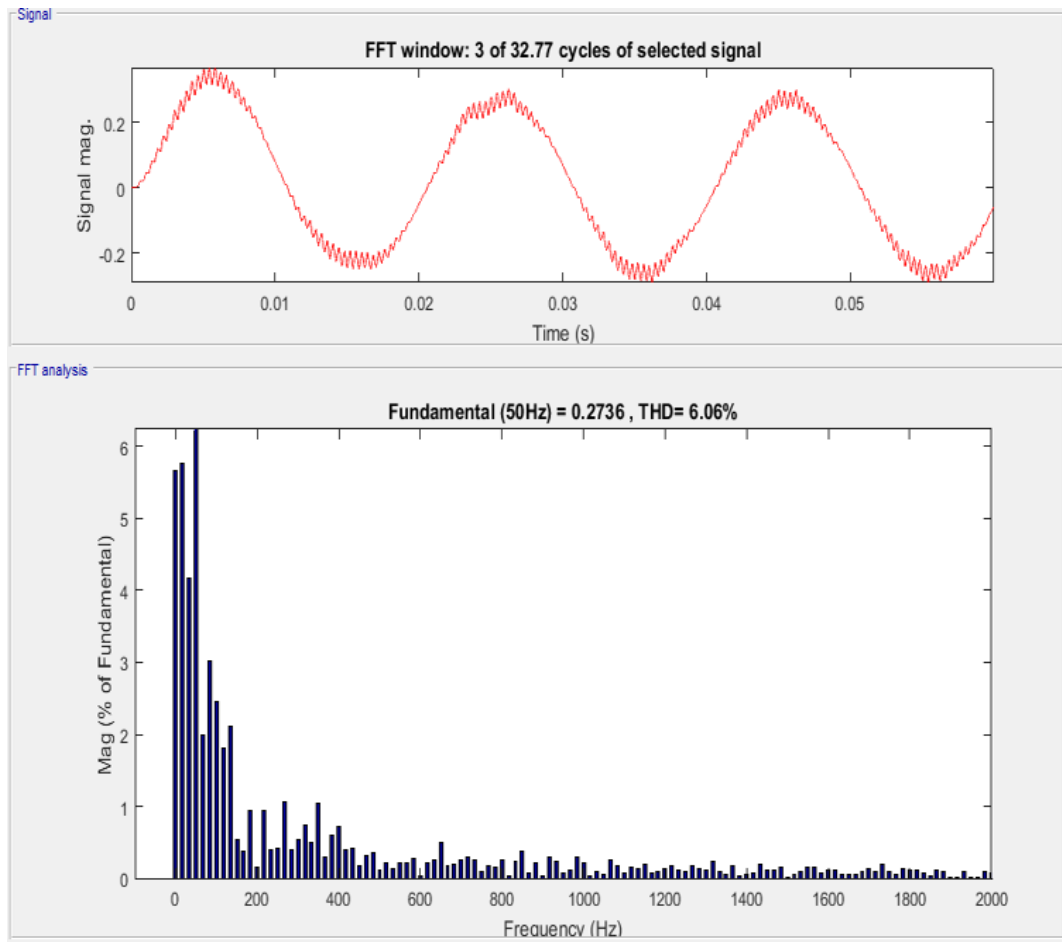 Signal
FFT window: 3 of 32.77 cycles of selected signal
Signal mag.
0.2
0
-0.2
0 0.01 0.02 0.03 0.04 0.05
Time (s)
FFT analysis
Fundamental (50Hz) = 0.2736 , THD= 6.06%
Mag (% of Fundamental)
6
5
4
3
2
1
0
0 200 400 600 800 1000 1200 1400 1600 1800 2000
Frequency (Hz)